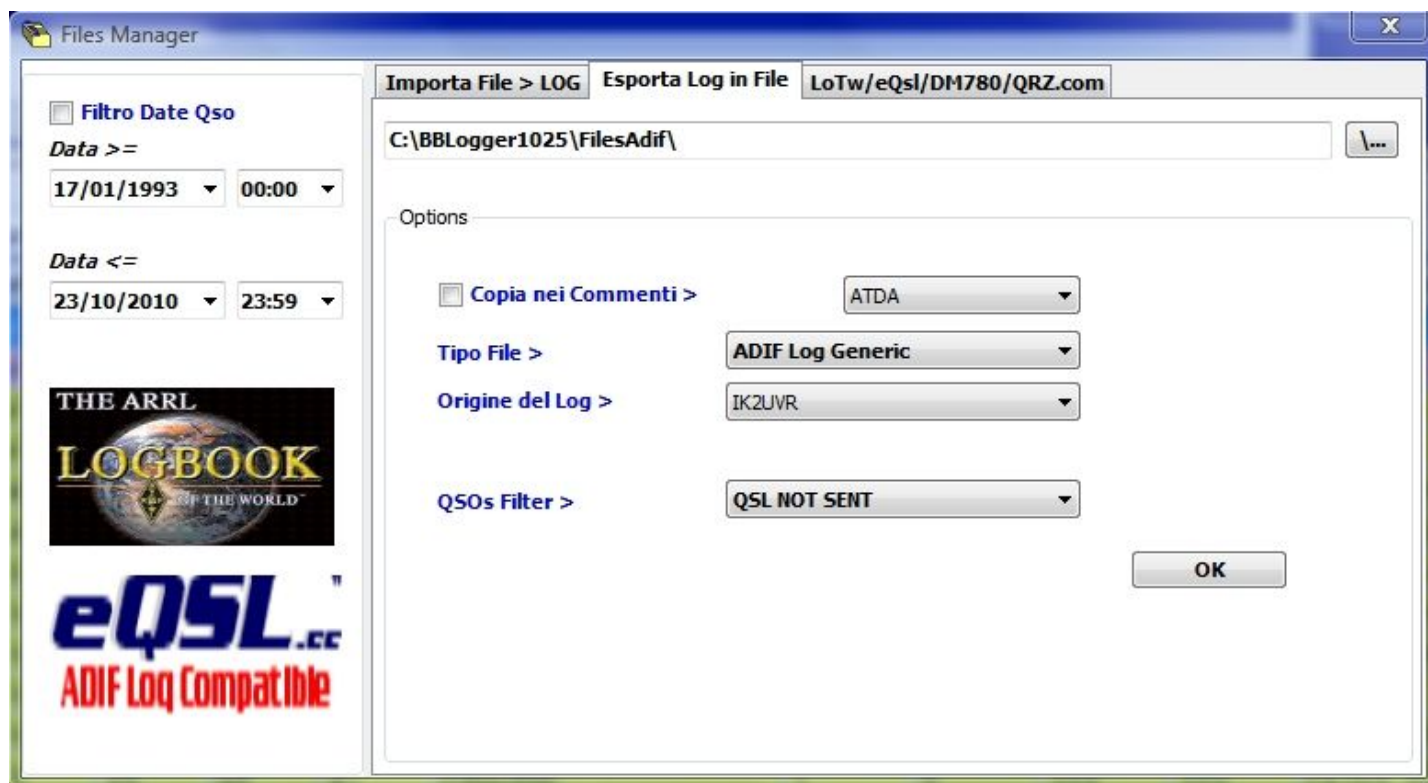 Files Manager
X
Filtro Date Qso
Data >=
17/01/1993 00:00
Data <=
23/10/2010 23:59
THE ARRL
LOGBOOK
OF THE WORLD™
eQSL.cc
ADIF Log Compatible
Importa File > LOG Esporta Log in File LoTw/eQsl/DM780/QRZ.com
C:\BBLogger1025\FilesAdif\ \...
Options
Copia nei Commenti > ATDA
Tipo File > ADIF Log Generic
Origine del Log > IK2UVR
QSOs Filter > QSL NOT SENT
OK